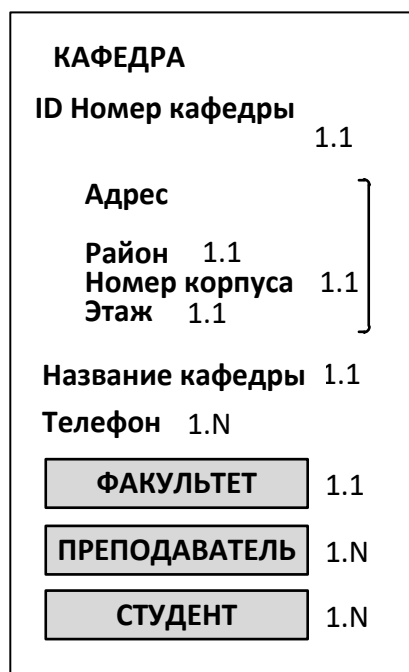 КАФЕДРА
ID Номер кафедры
1.1
Адрес
Район 1.1
Номер корпуса 1.1
Этаж 1.1
Название кафедры 1.1
Телефон 1.N
ФАКУЛЬТЕТ 1.1
ПРЕПОДАВАТЕЛЬ 1.N
СТУДЕНТ 1.N